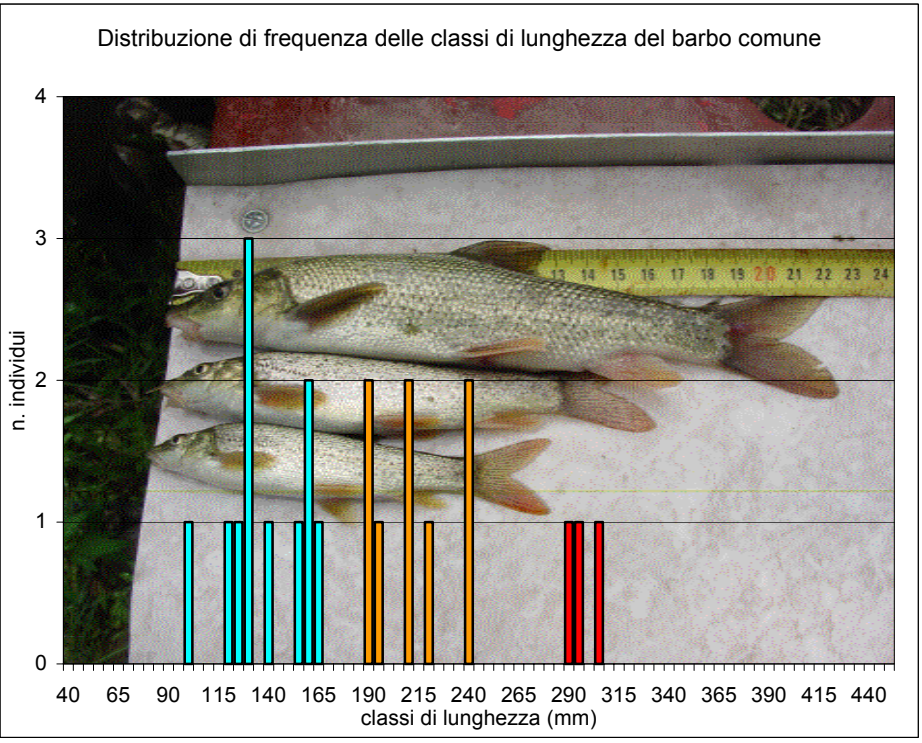 Distribuzione di frequenza delle classi di lunghezza del barbo comune
4
3
2
1
0
n. individui
13 14 15 16 17 18 19 20 21 22 23 24
40 65 90 115 140 165 190 215 240 265 290 315 340 365 390 415 440
classi di lunghezza (mm)